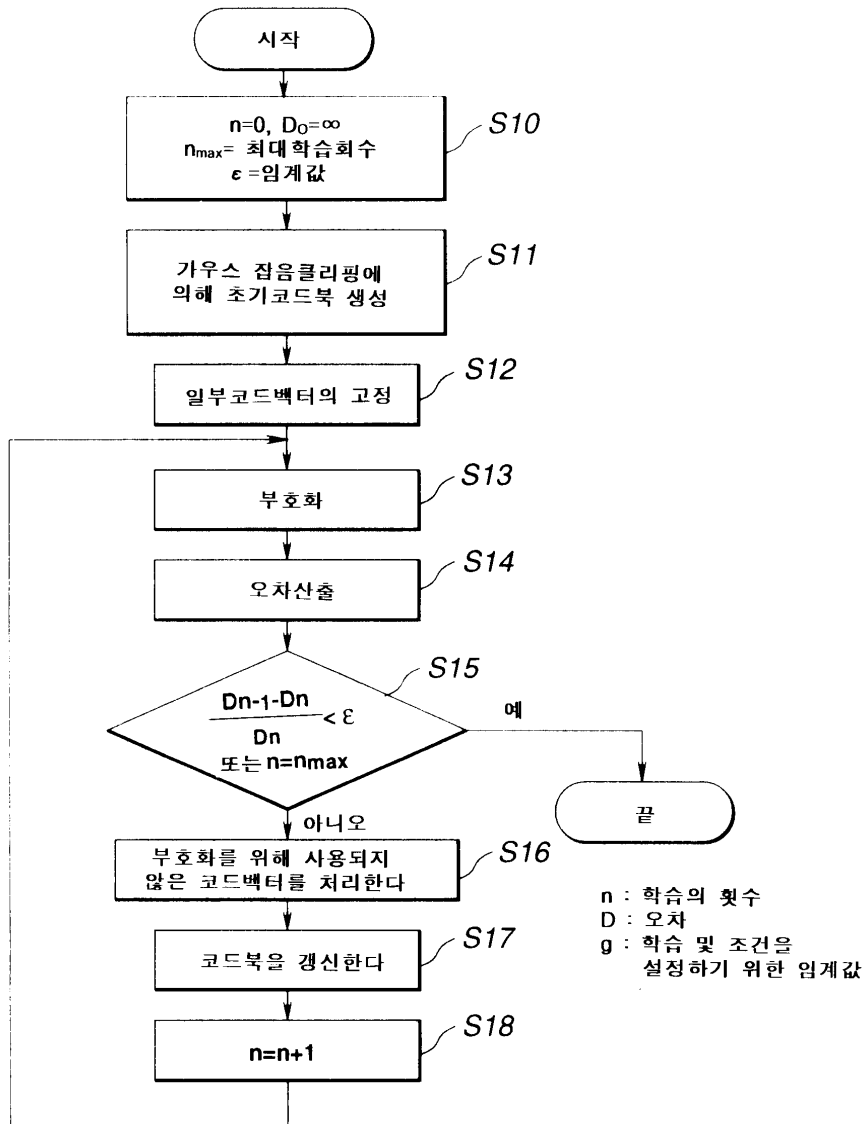 시작
n=0, D₀=∞
nmax= 최대학습회수
ε =임계값
S10
가우스 잡음클리핑에
의해 초기코드북 생성
S11
일부코드벡터의 고정
S12
부호화
S13
오차산출
S14
Dn-1-Dn
Dn
< ε
또는 n=nmax
S15
예
끝
아니오
부호화를 위해 사용되지
않은 코드벡터를 처리한다
S16
코드북을 갱신한다
S17
n=n+1
S18
n : 학습의 횟수
D : 오차
g : 학습 및 조건을
설정하기 위한 임계값